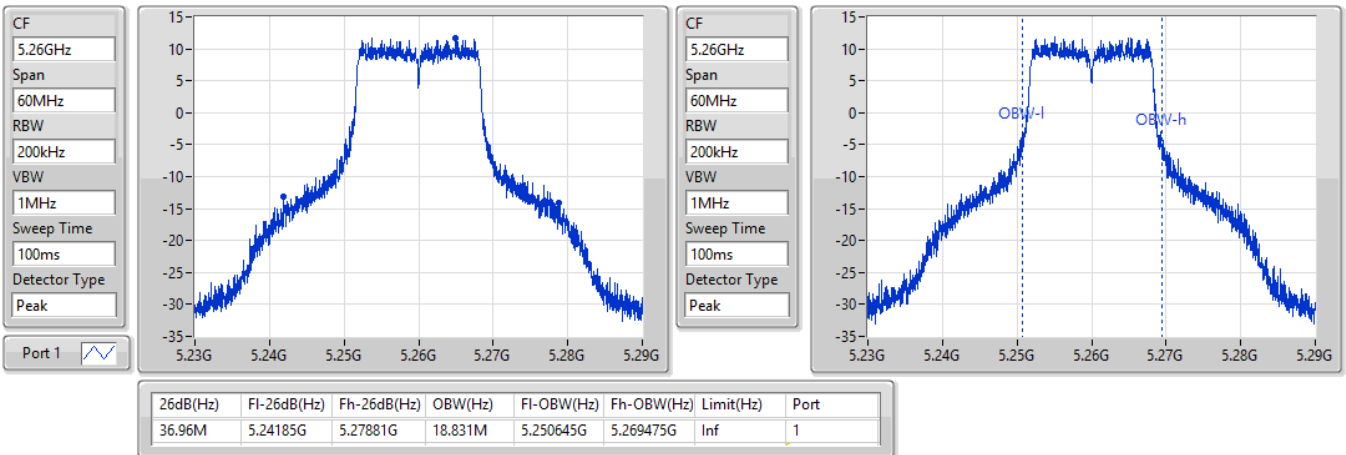 CF
5.26GHz
Span
60MHz
RBW
200kHz
VBW
1MHz
Sweep Time
100ms
Detector Type
Peak
Port 1
15
10
5
0
-5
-10
-15
-20
-25
-30
-35
5.23G 5.24G 5.25G 5.26G 5.27G 5.28G 5.29G
CF
5.26GHz
Span
60MHz
RBW
200kHz
VBW
1MHz
Sweep Time
100ms
Detector Type
Peak
15
10
5
0
-5
-10
-15
-20
-25
-30
-35
OBW-l
OBW-h
5.23G 5.24G 5.25G 5.26G 5.27G 5.28G 5.29G
26dB(Hz) Fl-26dB(Hz) Fh-26dB(Hz) OBW(Hz) Fl-OBW(Hz) Fh-OBW(Hz) Limit(Hz) Port
36.96M 5.24185G 5.27881G 18.831M 5.250645G 5.269475G Inf 1